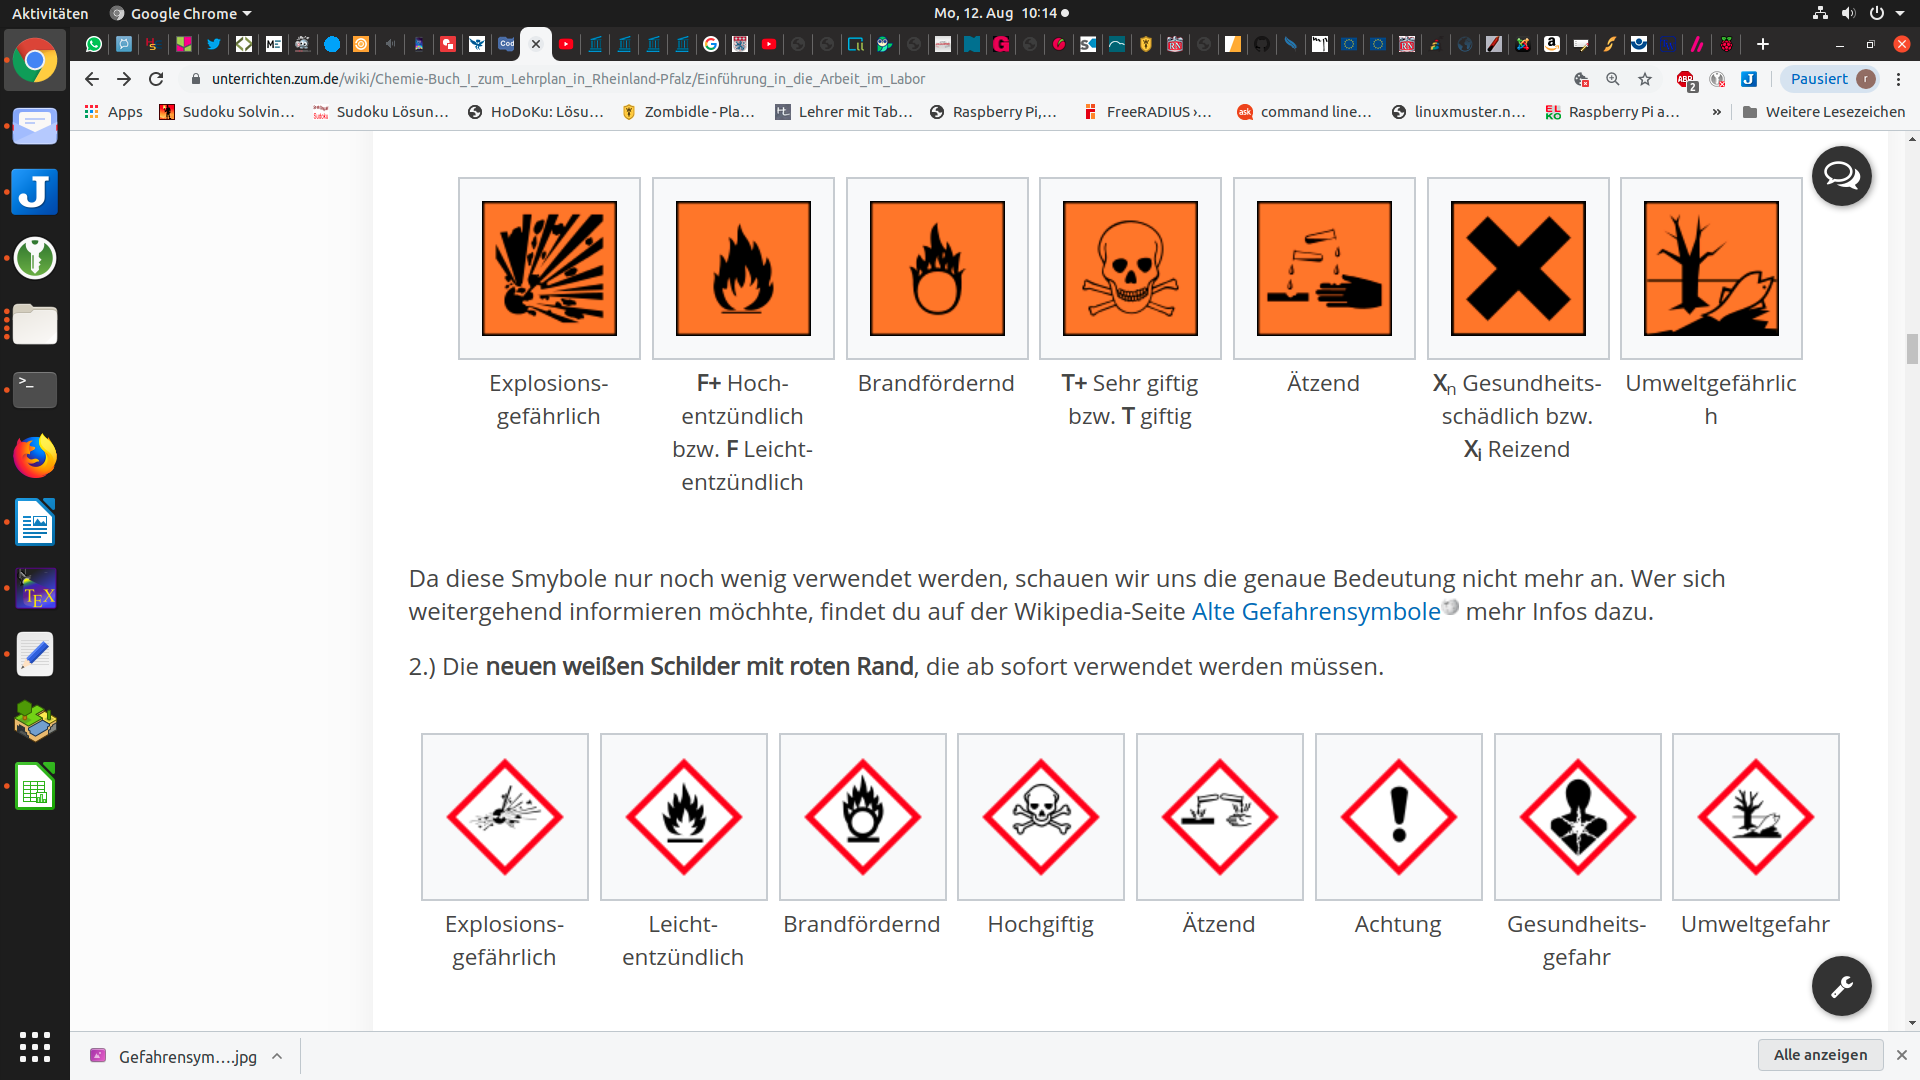 Aktivitäten
Google Chrome
Mo, 12. Aug 10:14
unterrichten.zum.de/wiki/Chemie-Buch_I_zum_Lehrplan_in_Rheinland-Pfalz/Einführung_in_die_Arbeit_im_Labor
2
Pausiert
r
Apps
Sudoku Solvin…
Sudoku Lösun…
HoDoKu: Lösu…
Zombidle - Pla…
Lehrer mit Tab…
Raspberry Pi,…
FreeRADIUS ›…
command line…
linuxmuster.n…
Raspberry Pi a…
»
Weitere Lesezeichen
Explosions-
gefährlich
F+ Hoch-
entzündlich
bzw. F Leicht-
entzündlich
Brandfördernd
T+ Sehr giftig
bzw. T giftig
Ätzend
Xn Gesundheits-
schädlich bzw.
Xi Reizend
Umweltgefährlic
h
Da diese Smybole nur noch wenig verwendet werden, schauen wir uns die genaue Bedeutung nicht mehr an. Wer sich
weitergehend informieren möchhte, findet du auf der Wikipedia-Seite Alte Gefahrensymbole mehr Infos dazu.
2.) Die neuen weißen Schilder mit roten Rand, die ab sofort verwendet werden müssen.
Explosions-
gefährlich
Leicht-
entzündlich
Brandfördernd
Hochgiftig
Ätzend
Achtung
Gesundheits-
gefahr
Umweltgefahr
Gefahrensym….jpg
Alle anzeigen